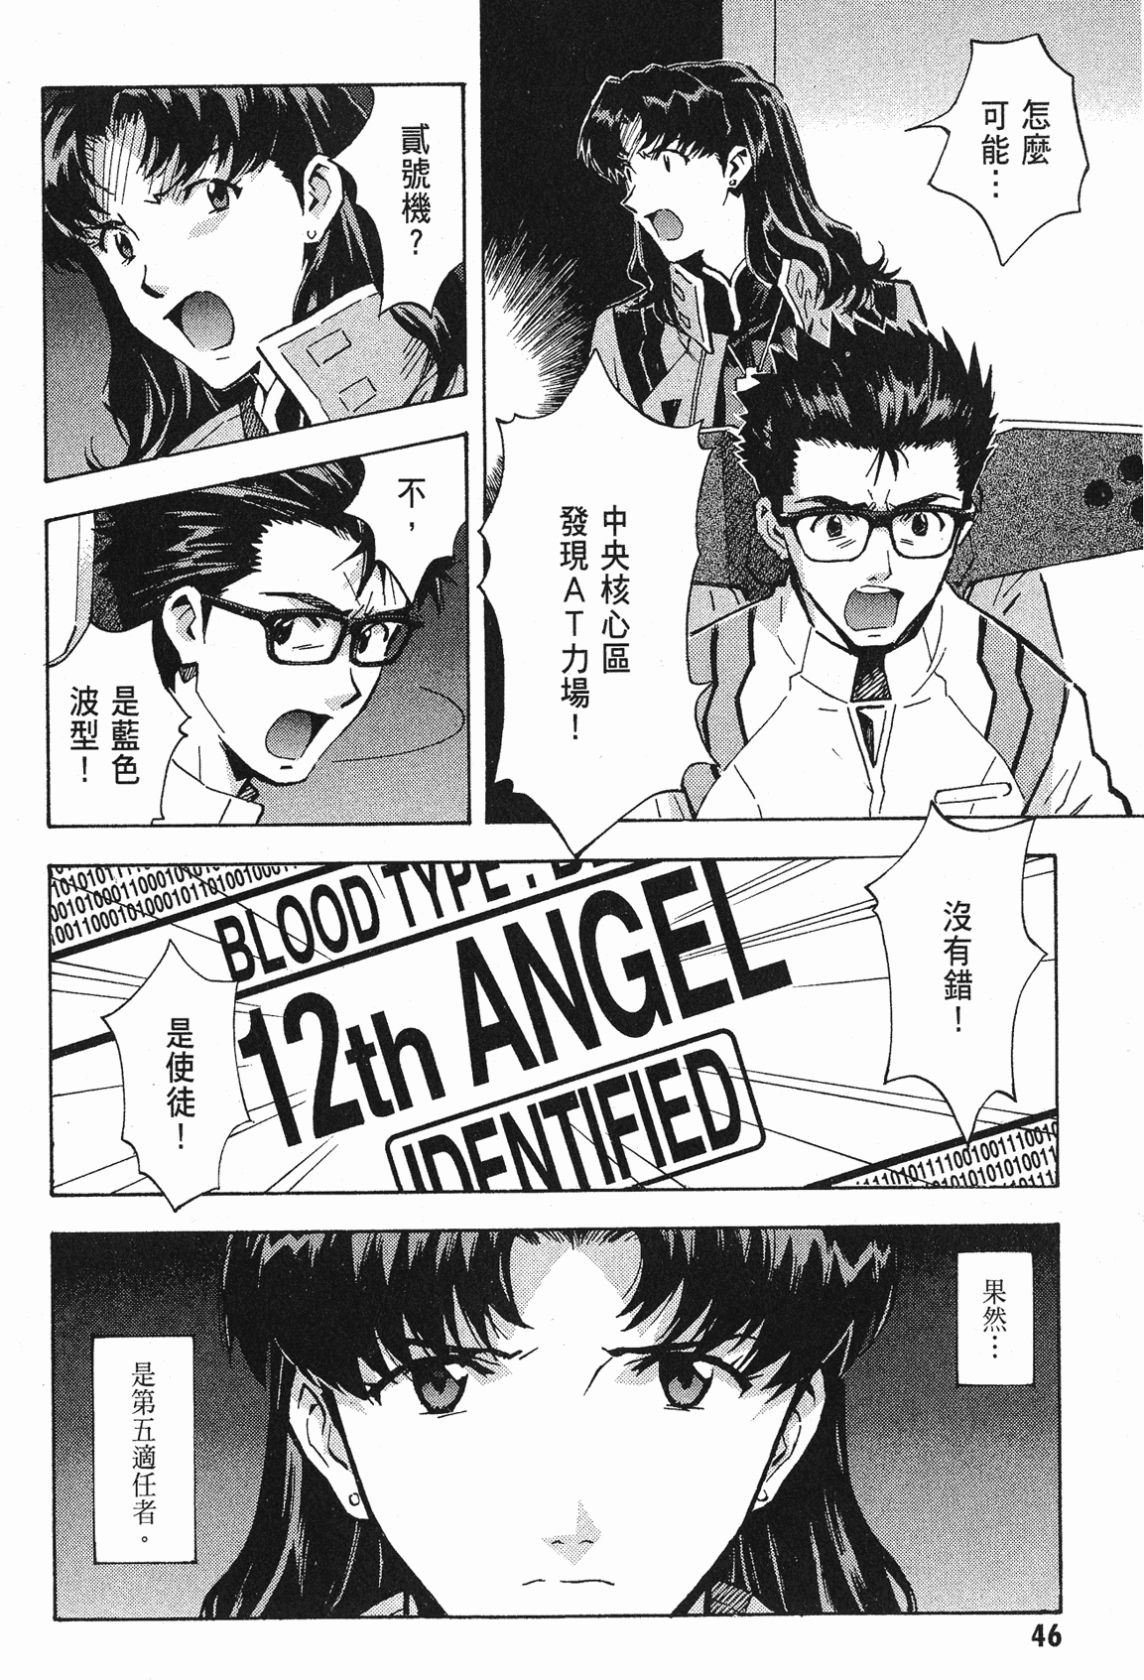 怎麼
可能…
中央核心區
發現AT力場！
貳號機？
不，
是藍色
波型！
沒有錯！
BLOOD TYPE : B
12th ANGEL
IDENTIFIED
是使徒！
果然…
是第五適任者。
46